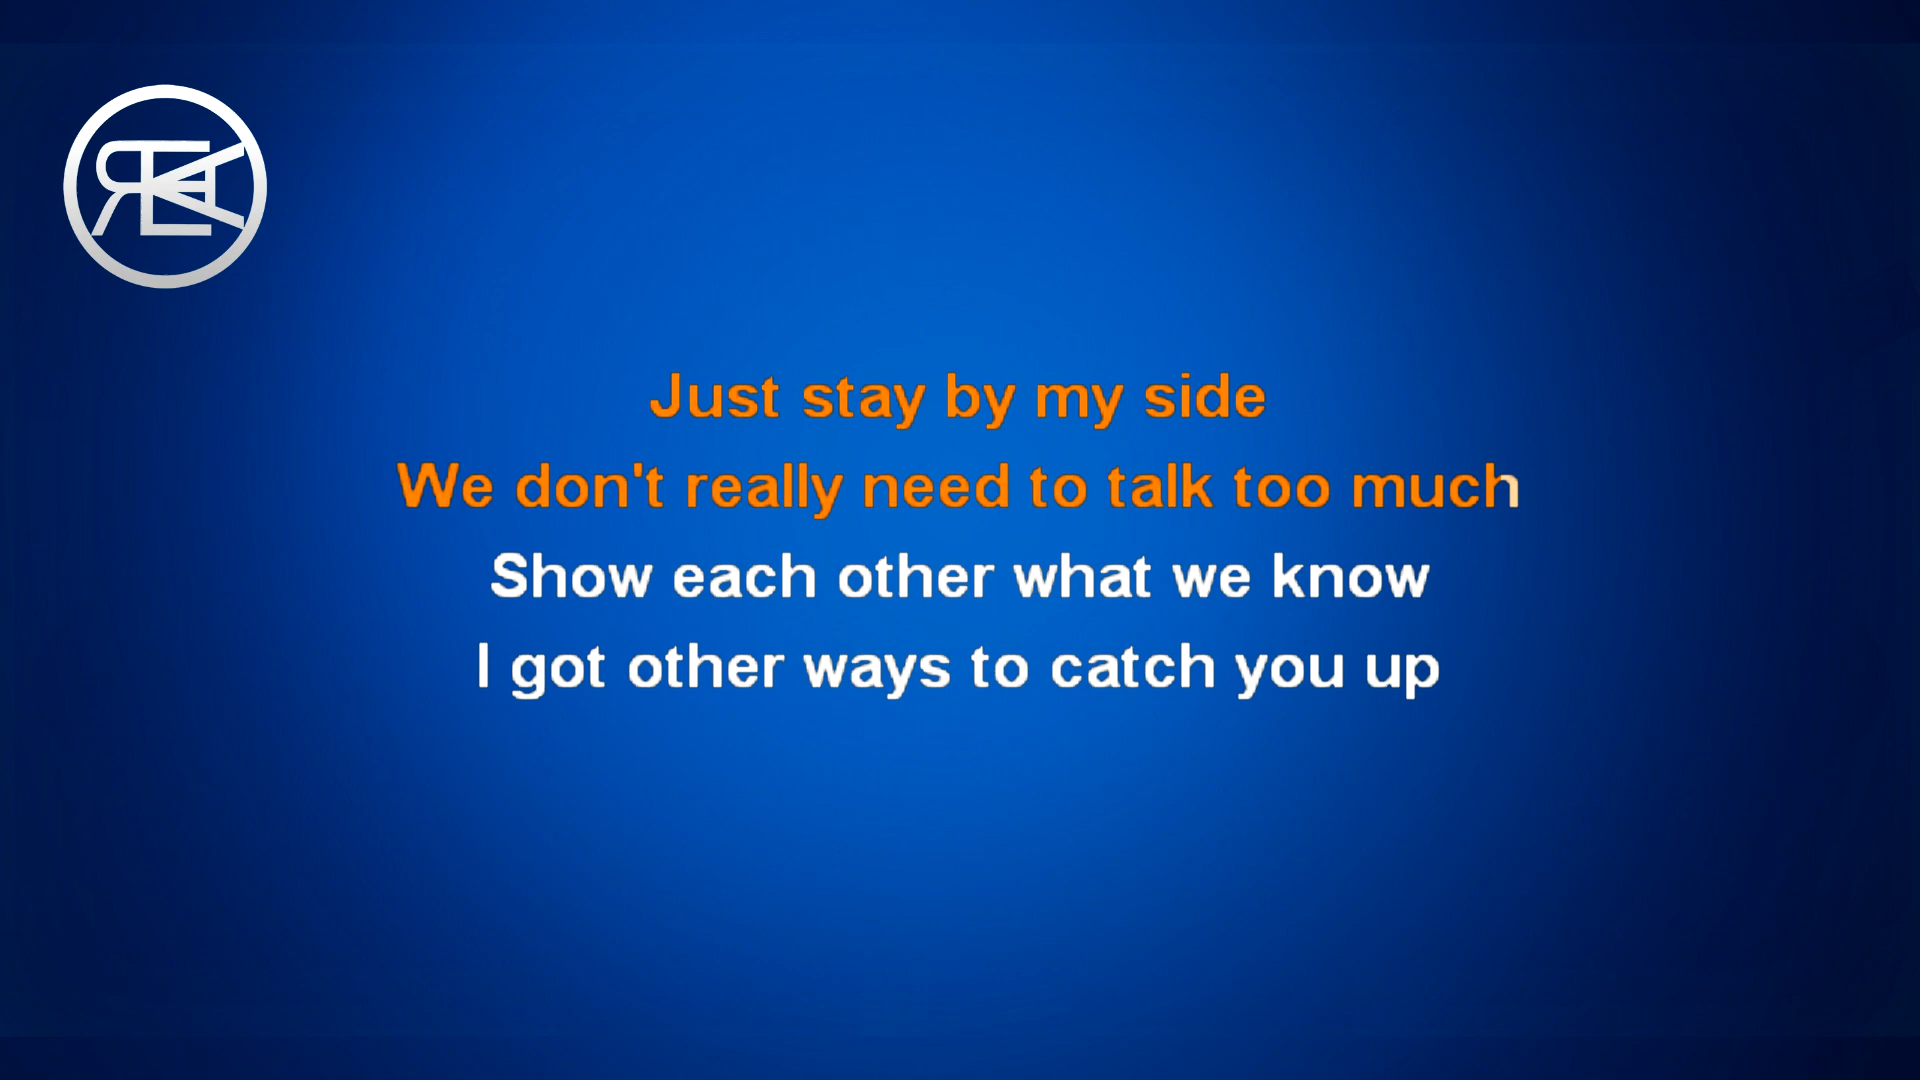 Just stay by my side
We don't really need to talk too much
Show each other what we know
I got other ways to catch you up